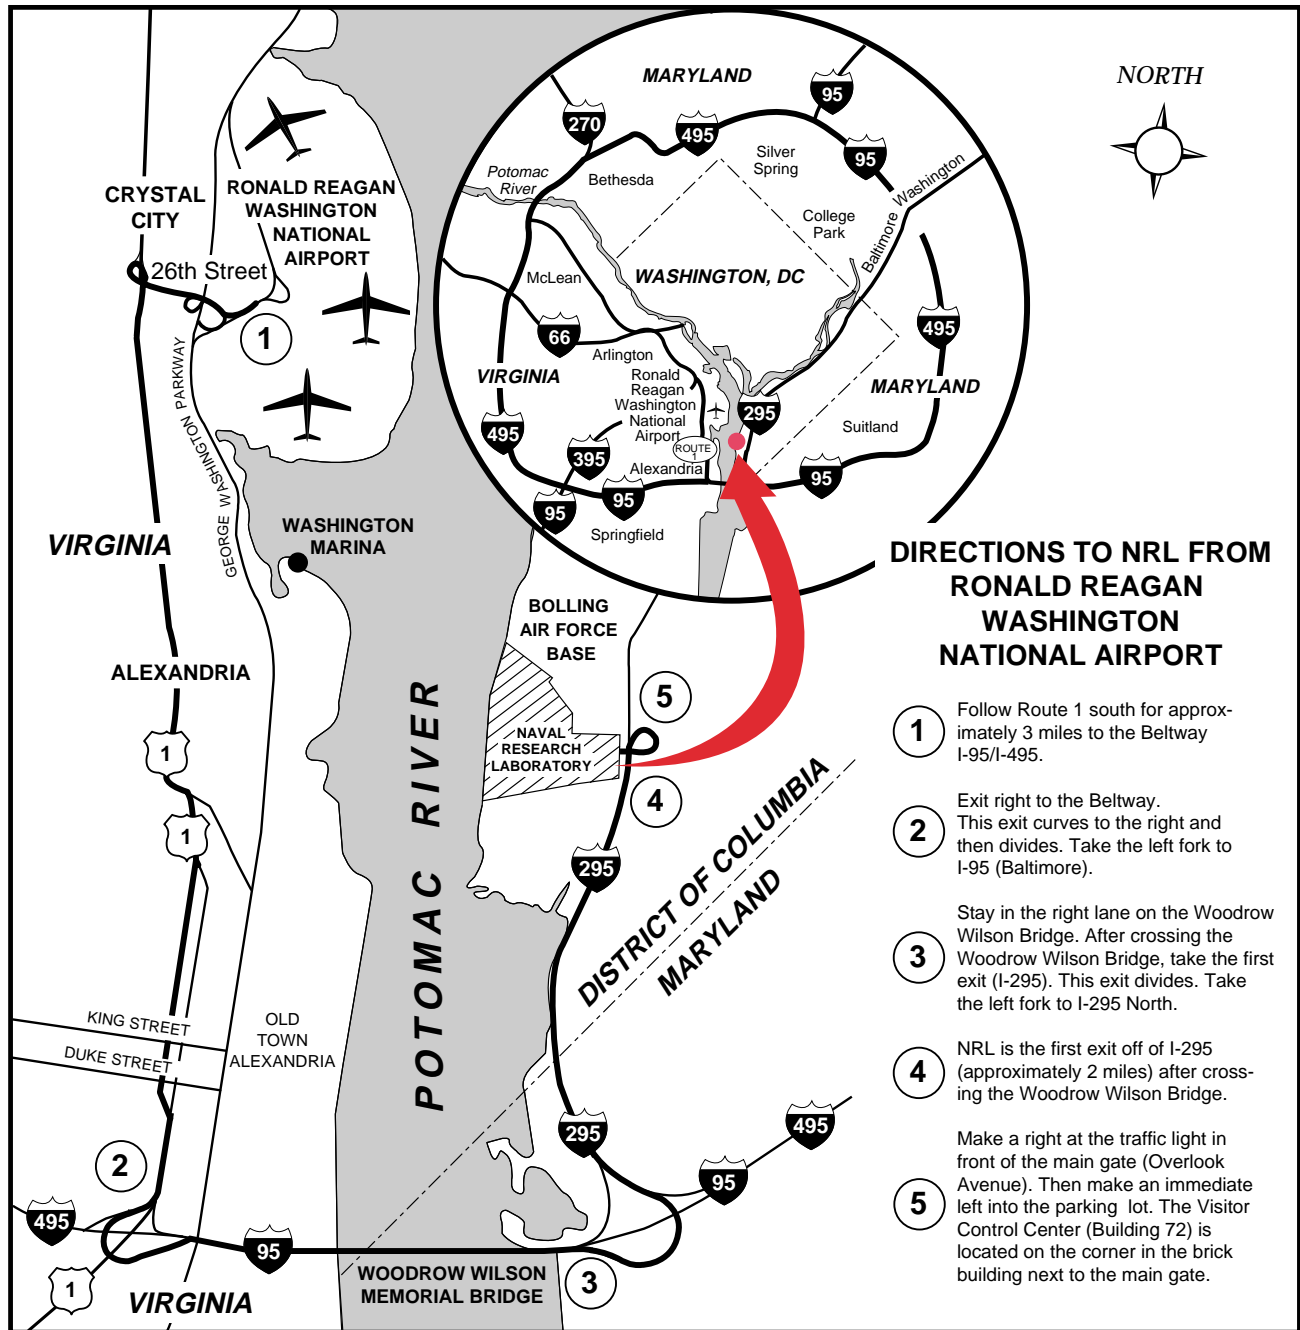 NORTH
MARYLAND
95
270
495
95
Silver
Spring
Potomac
River
Bethesda
Washington
Baltimore
College
Park
WASHINGTON, DC
McLean
66
495
Arlington
VIRGINIA
Ronald
Reagan
Washington
National
Airport
MARYLAND
295
Suitland
495
395
ROUTE
1
Alexandria
95
95
95
Springfield
CRYSTAL
CITY
RONALD REAGAN
WASHINGTON
NATIONAL
AIRPORT
26th Street
1
GEORGE WASHINGTON PARKWAY
WASHINGTON
MARINA
VIRGINIA
ALEXANDRIA
1
1
BOLLING
AIR FORCE
BASE
5
NAVAL
RESEARCH
LABORATORY
4
295
POTOMAC RIVER
DISTRICT OF COLUMBIA
MARYLAND
KING STREET
DUKE STREET
OLD
TOWN
ALEXANDRIA
2
495
95
1
VIRGINIA
WOODROW WILSON
MEMORIAL BRIDGE
3
295
95
495
DIRECTIONS TO NRL FROM
RONALD REAGAN
WASHINGTON
NATIONAL AIRPORT
1
Follow Route 1 south for approx-
imately 3 miles to the Beltway
I-95/I-495.
2
Exit right to the Beltway.
This exit curves to the right and
then divides. Take the left fork to
I-95 (Baltimore).
3
Stay in the right lane on the Woodrow
Wilson Bridge. After crossing the
Woodrow Wilson Bridge, take the first
exit (I-295). This exit divides. Take
the left fork to I-295 North.
4
NRL is the first exit off of I-295
(approximately 2 miles) after cross-
ing the Woodrow Wilson Bridge.
5
Make a right at the traffic light in
front of the main gate (Overlook
Avenue). Then make an immediate
left into the parking lot. The Visitor
Control Center (Building 72) is
located on the corner in the brick
building next to the main gate.